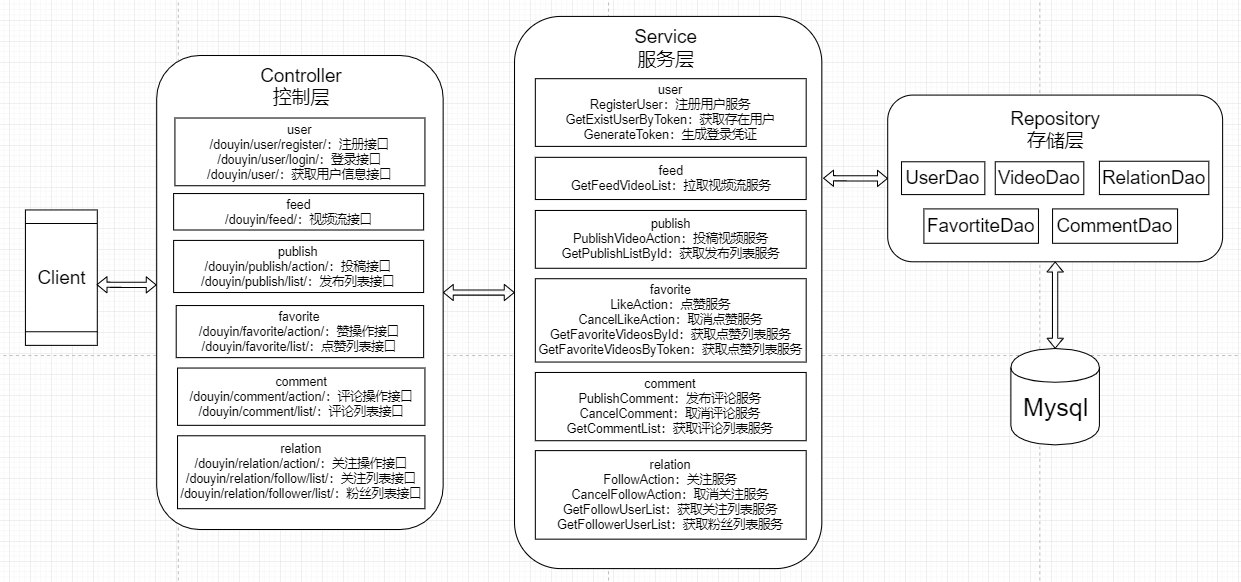 Client
Controller
控制层
user
/douyin/user/register/：注册接口
/douyin/user/login/：登录接口
/douyin/user/：获取用户信息接口
feed
/douyin/feed/：视频流接口
publish
/douyin/publish/action/：投稿接口
/douyin/publish/list/：发布列表接口
favorite
/douyin/favorite/action/：赞操作接口
/douyin/favorite/list/：点赞列表接口
comment
/douyin/comment/action/：评论操作接口
/douyin/comment/list/：评论列表接口
relation
/douyin/relation/action/：关注操作接口
/douyin/relation/follow/list/：关注列表接口
/douyin/relation/follower/list/：粉丝列表接口
Service
服务层
user
RegisterUser：注册用户服务
GetExistUserByToken：获取存在用户
GenerateToken：生成登录凭证
feed
GetFeedVideoList：拉取视频流服务
publish
PublishVideoAction：投稿视频服务
GetPublishListById：获取发布列表服务
favorite
LikeAction：点赞服务
CancelLikeAction：取消点赞服务
GetFavoriteVideosById：获取点赞列表服务
GetFavoriteVideosByToken：获取点赞列表服务
comment
PublishComment：发布评论服务
CancelComment：取消评论服务
GetCommentList：获取评论列表服务
relation
FollowAction：关注服务
CancelFollowAction：取消关注服务
GetFollowUserList：获取关注列表服务
GetFollowerUserList：获取粉丝列表服务
Repository
存储层
UserDao
VideoDao
RelationDao
FavortiteDao
CommentDao
Mysql